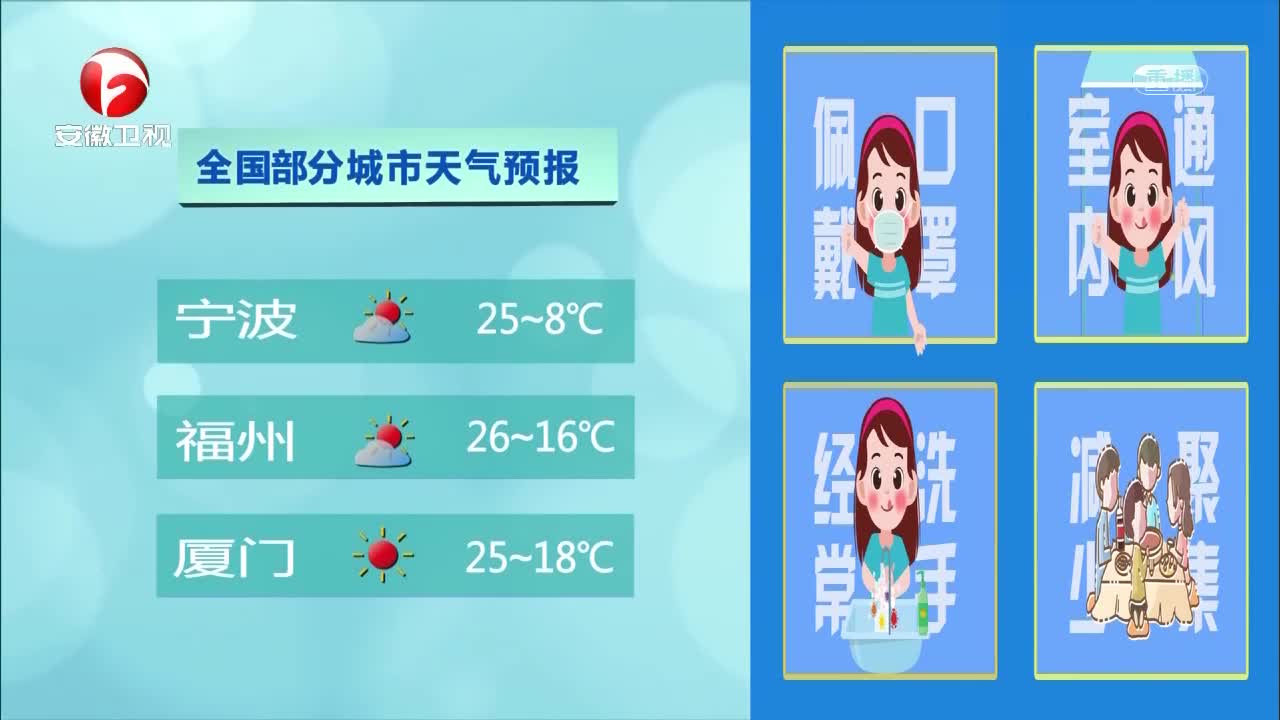 安徽卫视
全国部分城市天气预报
宁波 25~8℃
福州 26~16℃
厦门 25~18℃
佩戴口罩
重播
室内通风
经常洗手
减少聚集